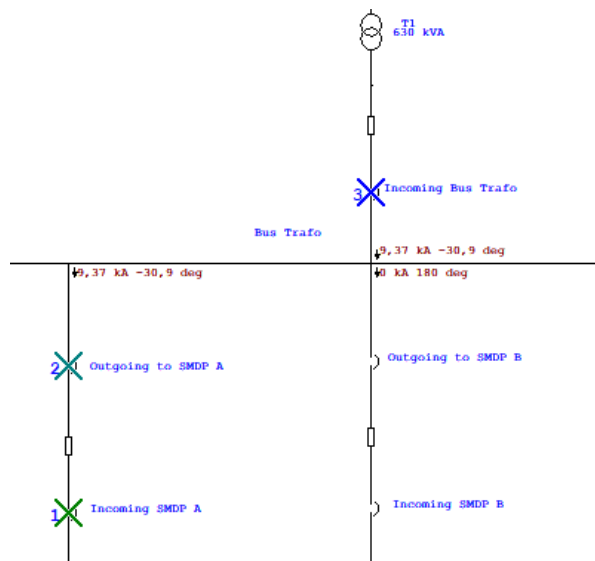 T1
630 kVA
3
Incoming Bus Trafo
Bus Trafo
9,37 kA -30,9 deg
9,37 kA -30,9 deg
0 kA 180 deg
2
Outgoing to SMDP A
Outgoing to SMDP B
1
Incoming SMDP A
Incoming SMDP B